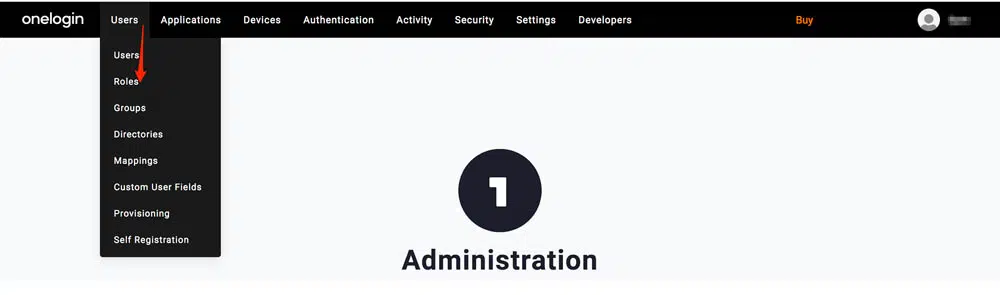 onelogin Users Applications Devices Authentication Activity Security Settings Developers Buy
Users
Roles
Groups
Directories
Mappings
Custom User Fields
Provisioning
Self Registration
1
Administration